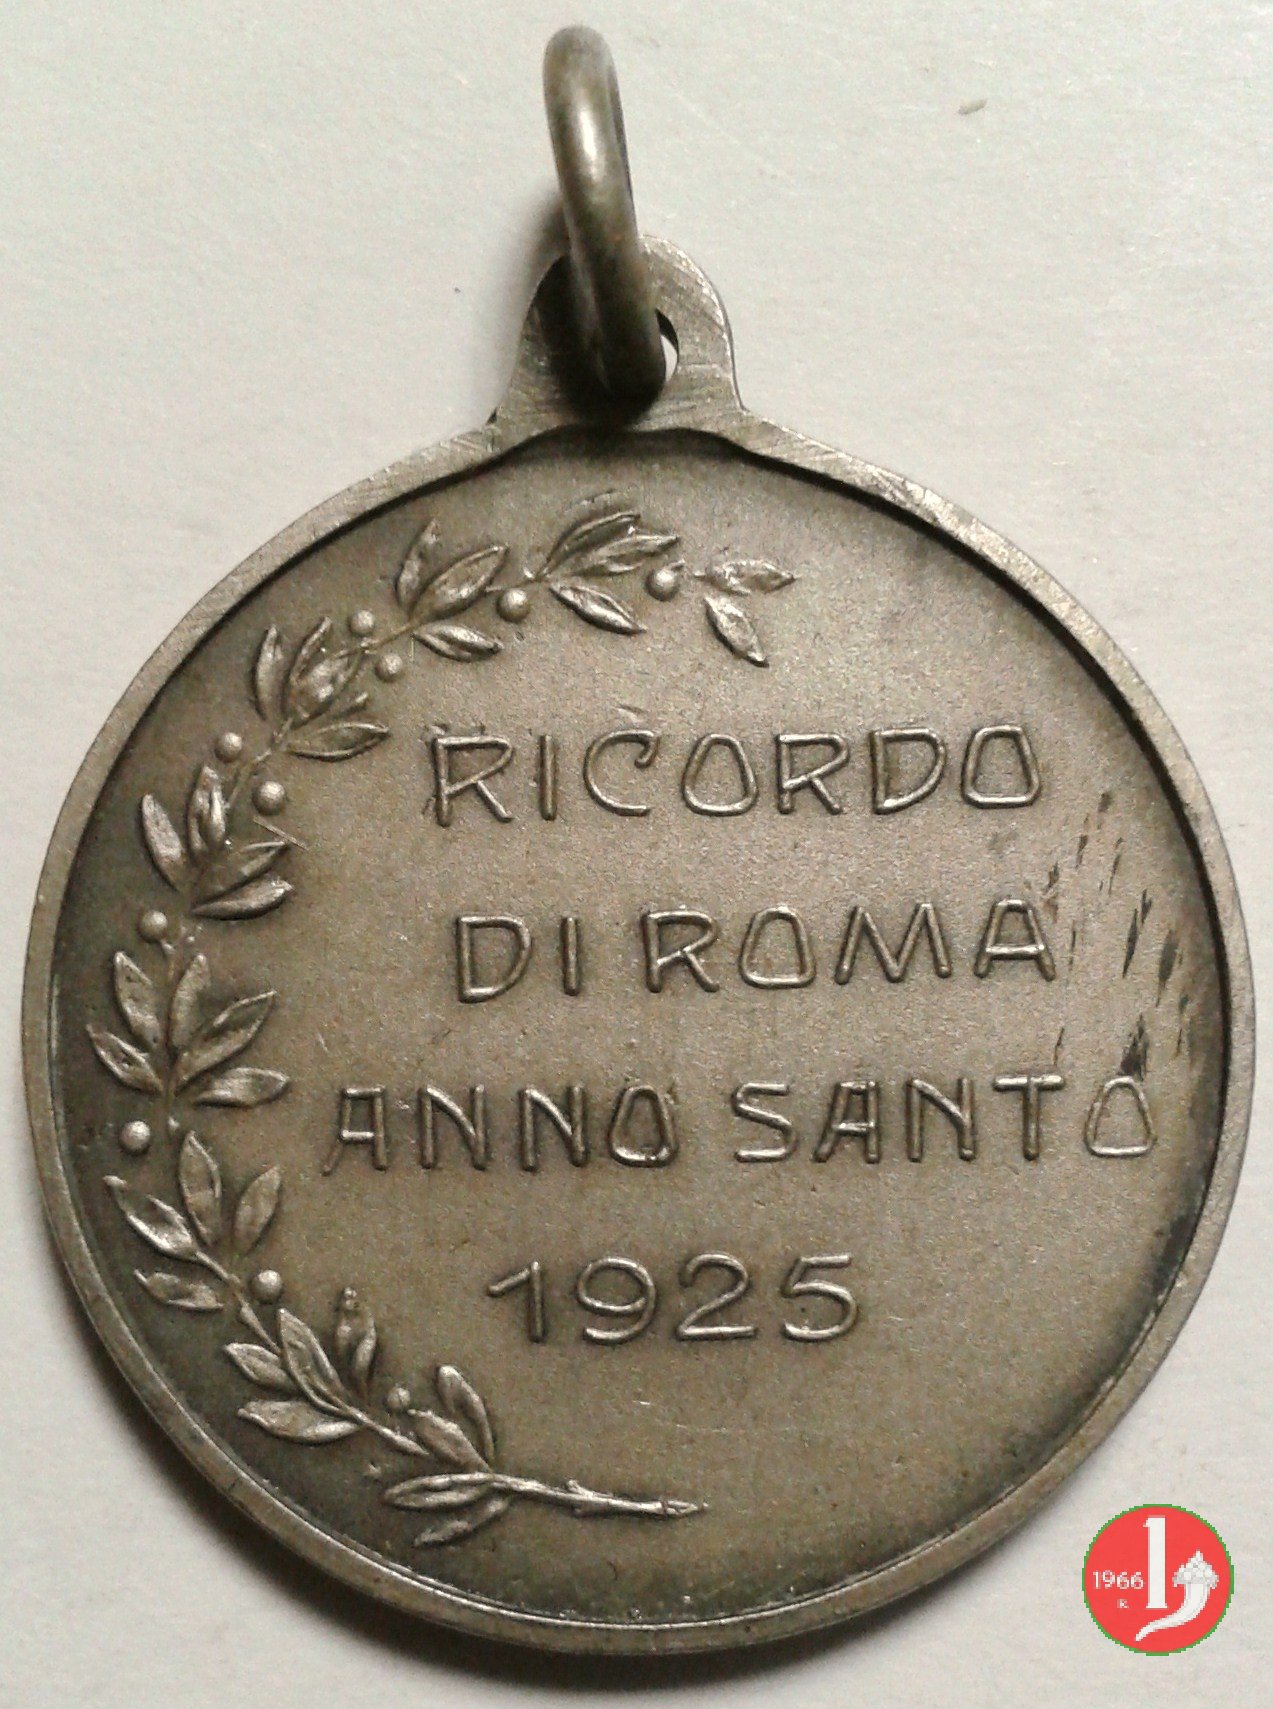 RICORDO
DI ROMA
ANNO SANTO
1925
1966
R